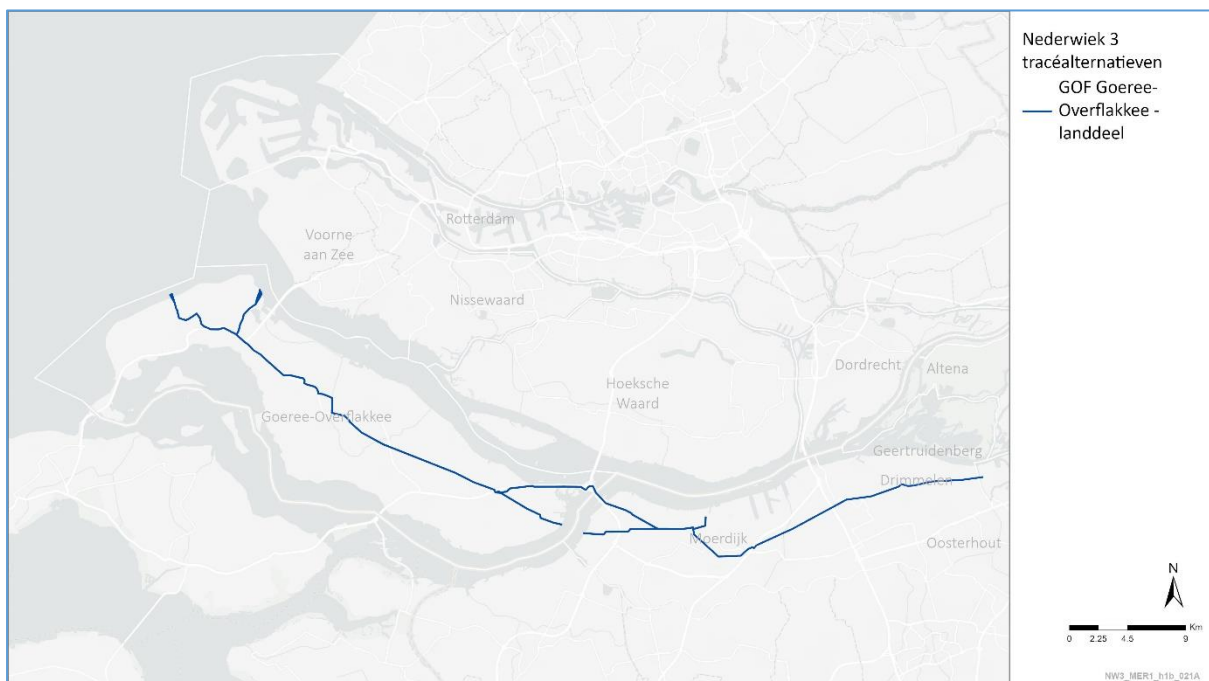 Nederwiek 3
tracéalternatieven
GOF Goeree-
Overflakkee -
landdeel
Rotterdam
Voorne
aan Zee
Nissewaard
Dordrecht
Altena
Hoeksche
Waard
Goeree-Overflakkee
Geertruidenberg
Drimmelen
Moerdijk
Oosterhout
N
Km
0 2.25 4.5 9
NW3_MER1_h1b_021A